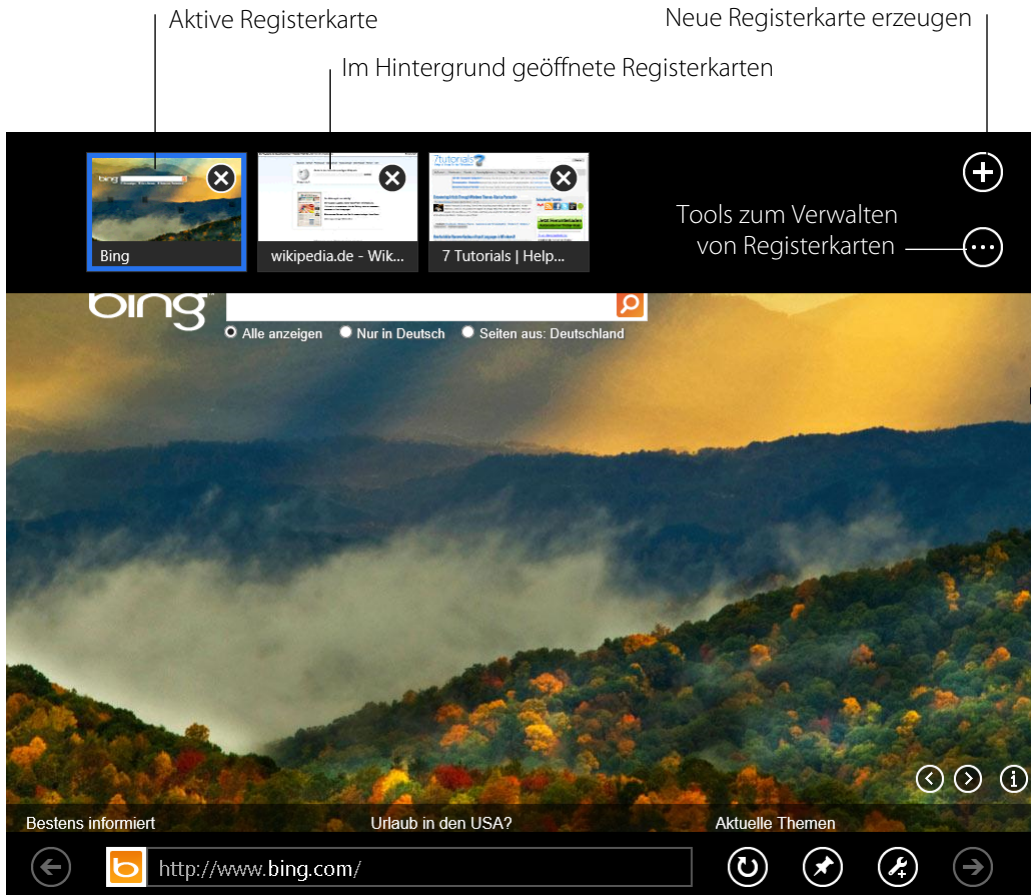 Aktive Registerkarte
Neue Registerkarte erzeugen
Im Hintergrund geöffnete Registerkarten
bing
7tutorials
Bing
wikipedia.de - Wik...
7 Tutorials | Help...
Tools zum Verwalten
von Registerkarten
bing
Alle anzeigen
Nur in Deutsch
Seiten aus: Deutschland
Bestens informiert
Urlaub in den USA?
Aktuelle Themen
http://www.bing.com/